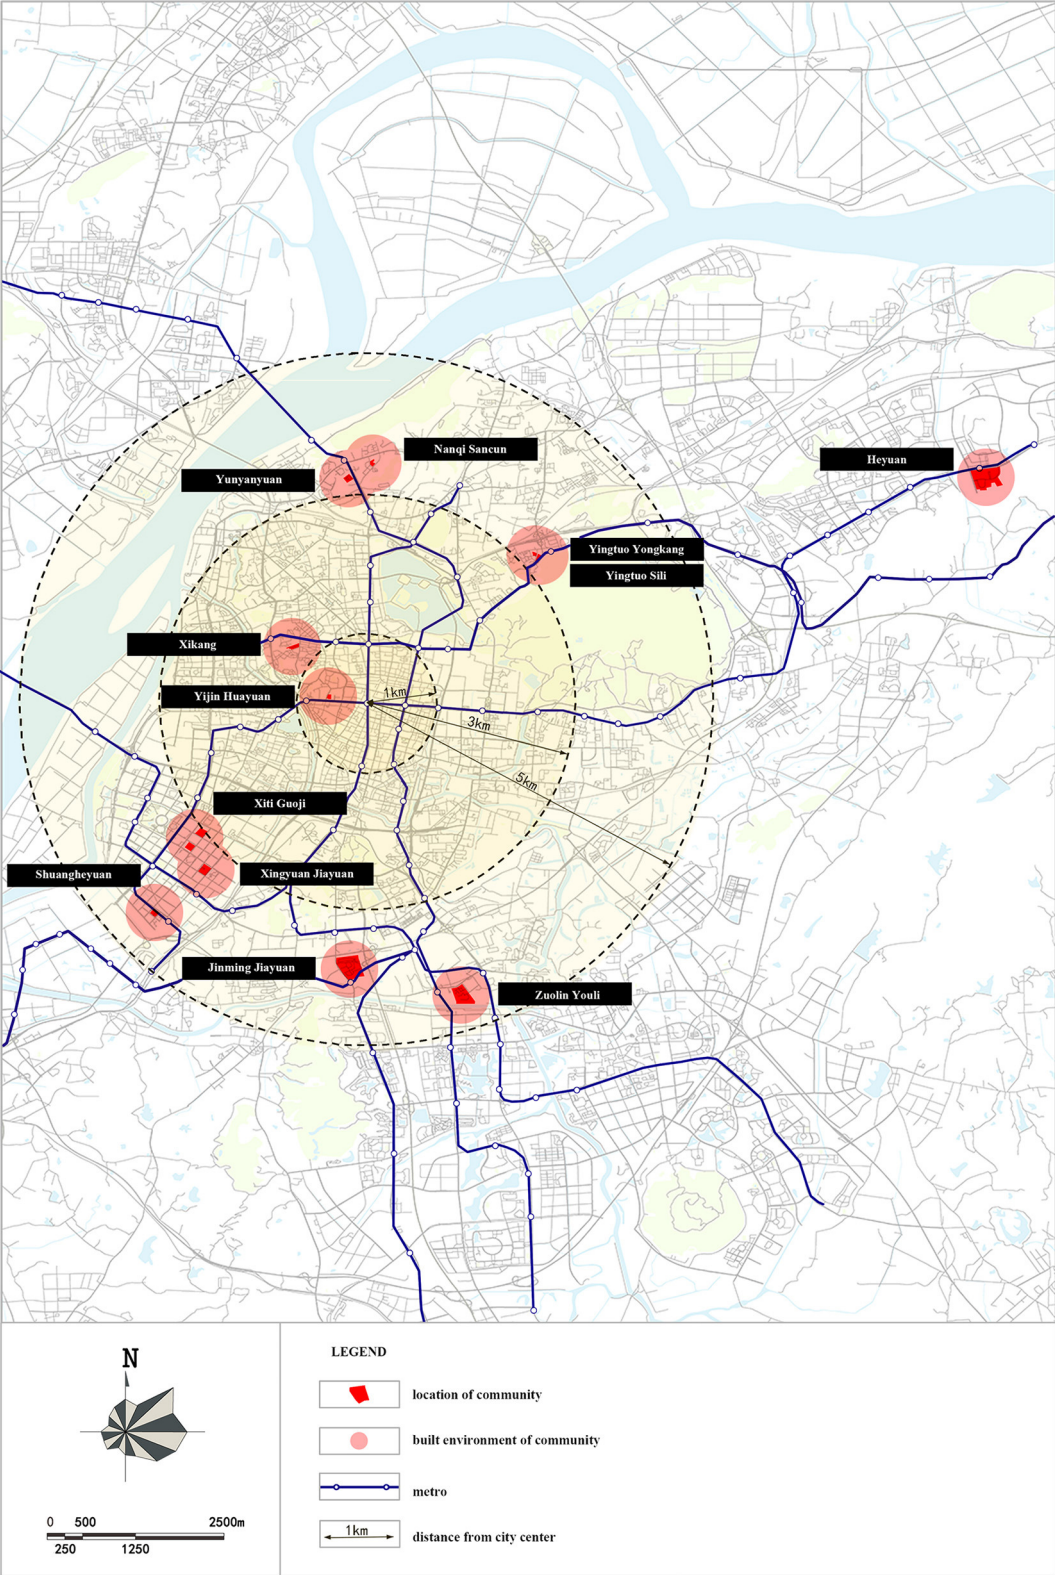 Nanqi Sancun
Heyuan
Yunyanyuan
Yingtuo Yongkang
Yingtuo Sili
Xikang
Yijin Huayuan
1km
3km
5km
Xiti Guoji
Shuangheyuan
Xingyuan Jiayuan
Jinming Jiayuan
Zuolin Youli
N
LEGEND
location of community
built environment of community
metro
1km
distance from city center
0 500 2500m
250 1250